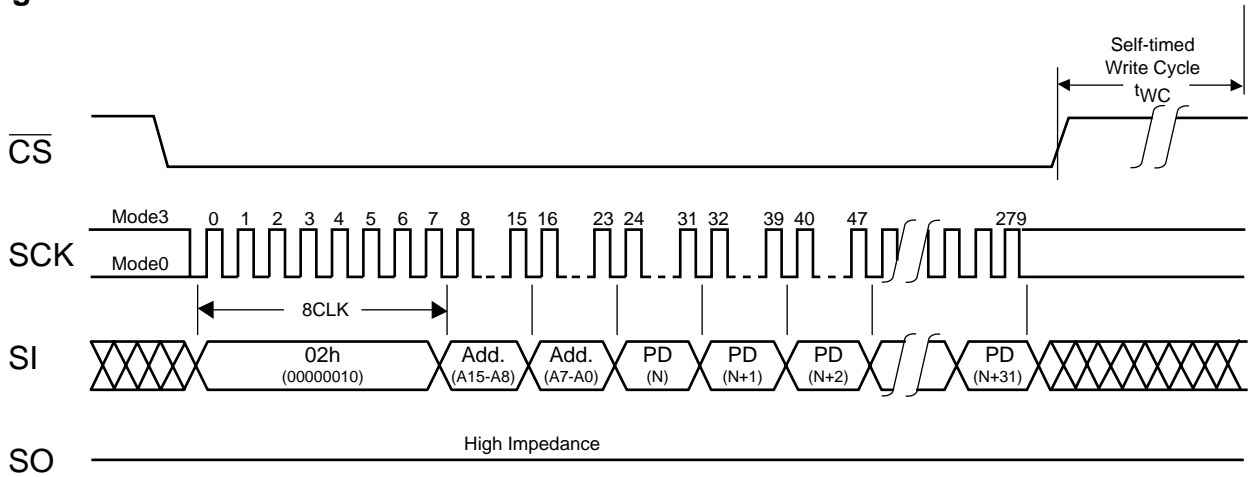 Self-timed
Write Cycle
tWC
CS
Mode3 0 1 2 3 4 5 6 7 8 15 16 23 24 31 32 39 40 47 279
SCK
Mode0
8CLK
SI
02h Add. Add. PD PD PD PD
(00000010) (A15-A8) (A7-A0) (N) (N+1) (N+2) (N+31)
High Impedance
SO